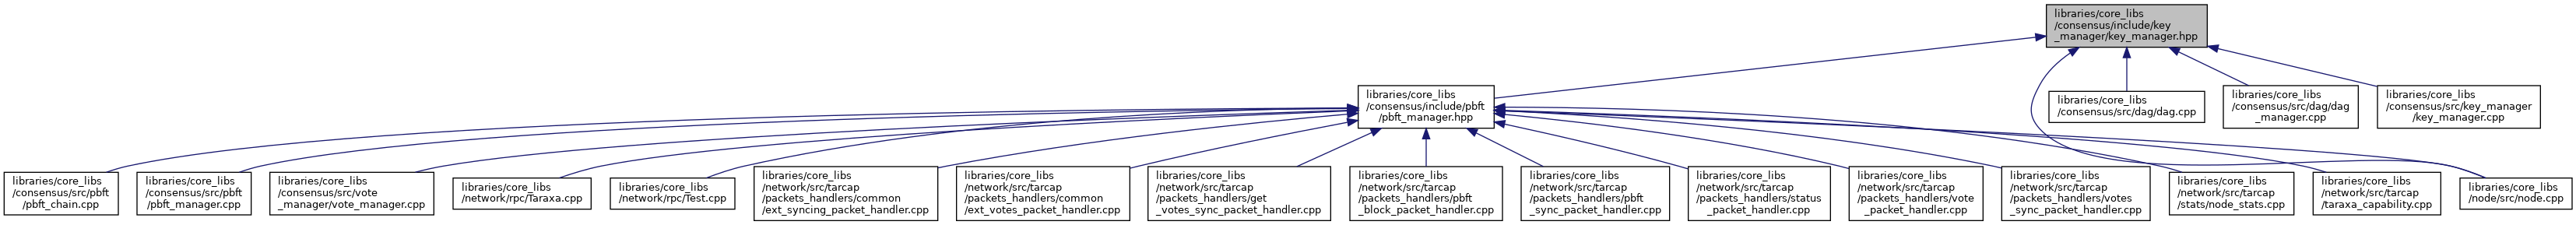 libraries/core_libs
/consensus/include/key
_manager/key_manager.hpp
libraries/core_libs
/consensus/include/pbft
/pbft_manager.hpp
libraries/core_libs
/consensus/src/dag/dag.cpp
libraries/core_libs
/consensus/src/dag/dag
_manager.cpp
libraries/core_libs
/consensus/src/key_manager
/key_manager.cpp
libraries/core_libs
/consensus/src/pbft
/pbft_chain.cpp
libraries/core_libs
/consensus/src/pbft
/pbft_manager.cpp
libraries/core_libs
/consensus/src/vote
_manager/vote_manager.cpp
libraries/core_libs
/network/rpc/Taraxa.cpp
libraries/core_libs
/network/rpc/Test.cpp
libraries/core_libs
/network/src/tarcap
/packets_handlers/common
/ext_syncing_packet_handler.cpp
libraries/core_libs
/network/src/tarcap
/packets_handlers/common
/ext_votes_packet_handler.cpp
libraries/core_libs
/network/src/tarcap
/packets_handlers/get
_votes_sync_packet_handler.cpp
libraries/core_libs
/network/src/tarcap
/packets_handlers/pbft
_block_packet_handler.cpp
libraries/core_libs
/network/src/tarcap
/packets_handlers/pbft
_sync_packet_handler.cpp
libraries/core_libs
/network/src/tarcap
/packets_handlers/status
_packet_handler.cpp
libraries/core_libs
/network/src/tarcap
/packets_handlers/vote
_packet_handler.cpp
libraries/core_libs
/network/src/tarcap
/packets_handlers/votes
_sync_packet_handler.cpp
libraries/core_libs
/network/src/tarcap
/stats/node_stats.cpp
libraries/core_libs
/network/src/tarcap
/taraxa_capability.cpp
libraries/core_libs
/node/src/node.cpp